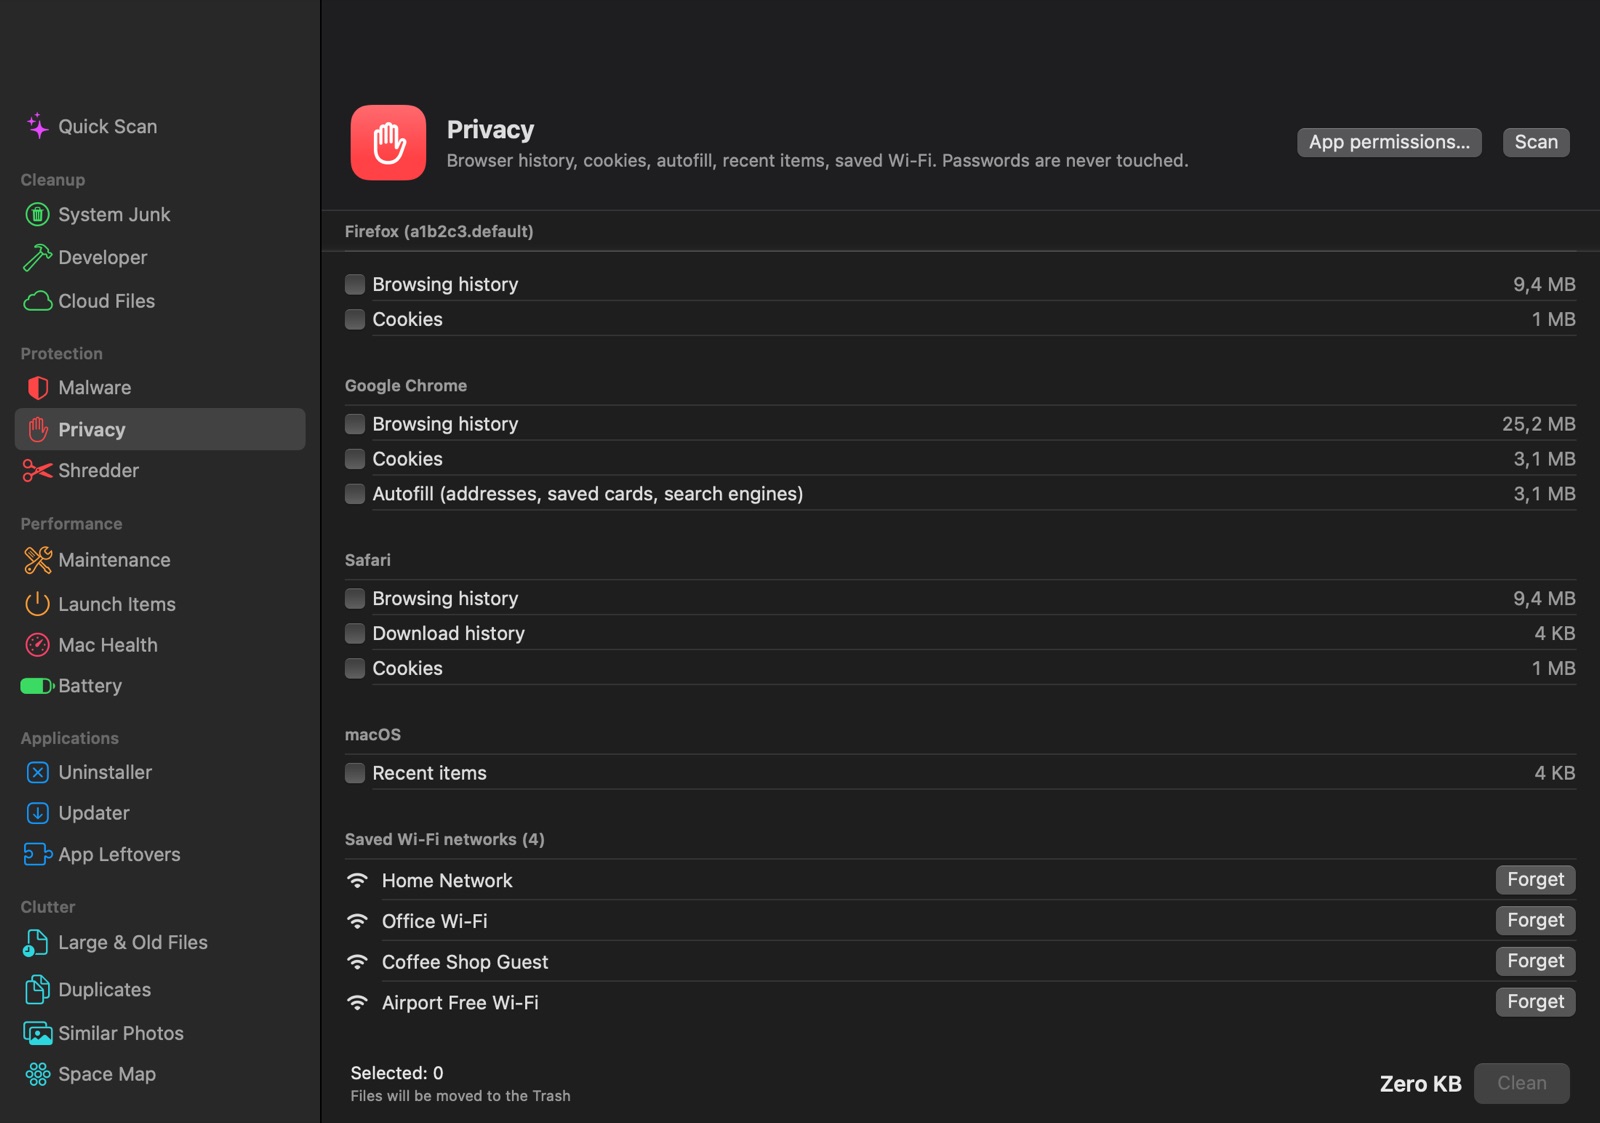 Quick Scan
Cleanup
System Junk
Developer
Cloud Files
Protection
Malware
Privacy
Shredder
Performance
Maintenance
Launch Items
Mac Health
Battery
Applications
Uninstaller
Updater
App Leftovers
Clutter
Large & Old Files
Duplicates
Similar Photos
Space Map
Privacy
Browser history, cookies, autofill, recent items, saved Wi-Fi. Passwords are never touched.
App permissions...
Scan
Firefox (a1b2c3.default)
Browsing history 9,4 MB
Cookies 1 MB
Google Chrome
Browsing history 25,2 MB
Cookies 3,1 MB
Autofill (addresses, saved cards, search engines) 3,1 MB
Safari
Browsing history 9,4 MB
Download history 4 KB
Cookies 1 MB
macOS
Recent items 4 KB
Saved Wi-Fi networks (4)
Home Network Forget
Office Wi-Fi Forget
Coffee Shop Guest Forget
Airport Free Wi-Fi Forget
Selected: 0
Files will be moved to the Trash
Zero KB Clean